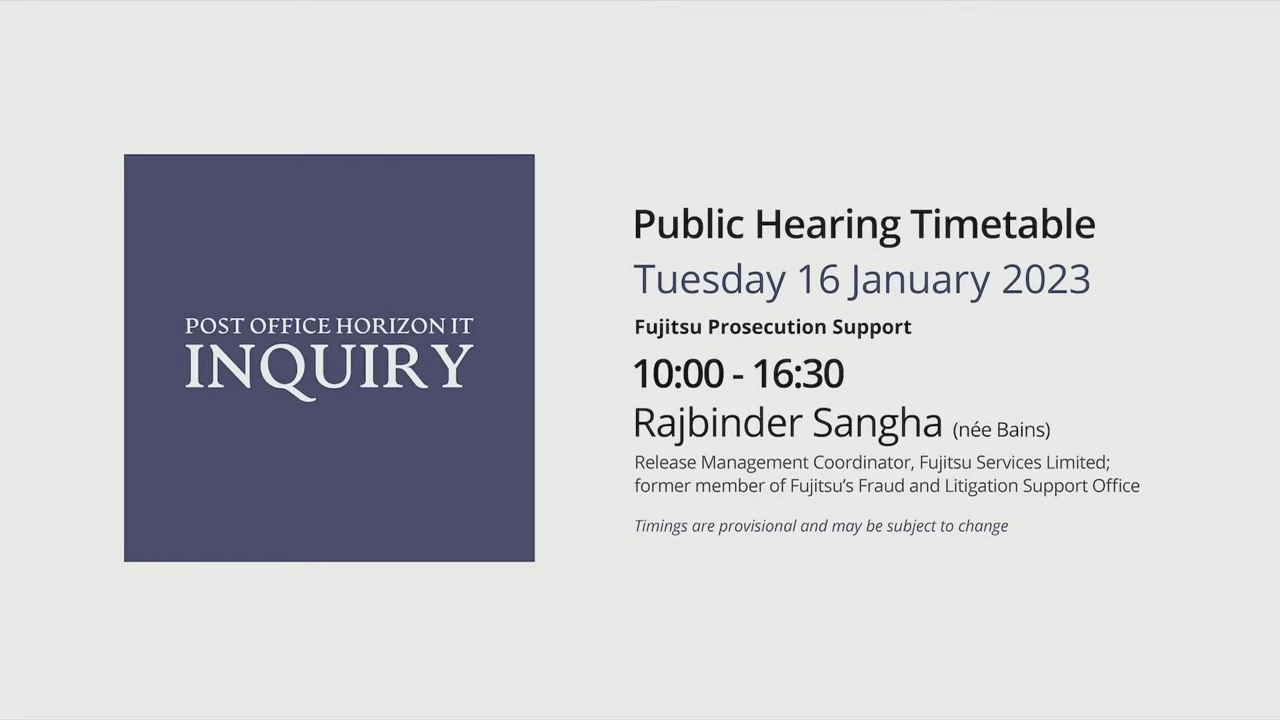 POST OFFICE HORIZON IT
INQUIRY
Public Hearing Timetable
Tuesday 16 January 2023
Fujitsu Prosecution Support
10:00 - 16:30
Rajbinder Sangha (née Bains)
Release Management Coordinator, Fujitsu Services Limited;
former member of Fujitsu’s Fraud and Litigation Support Office
Timings are provisional and may be subject to change